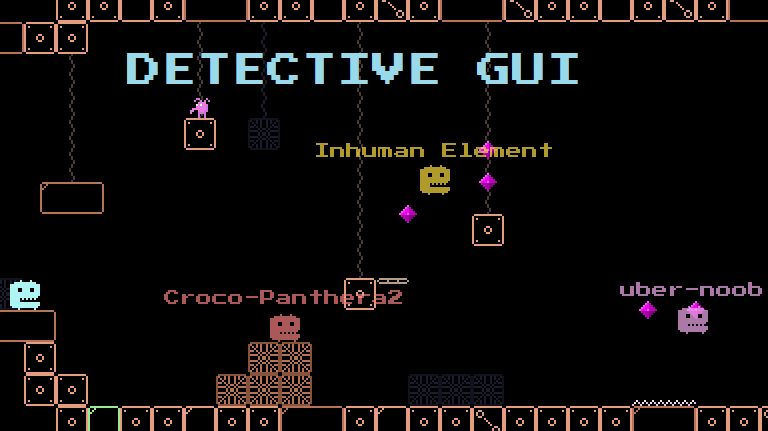 DETECTIVE GUI
Inhuman Element
Croco-Panthera2
uber-noob